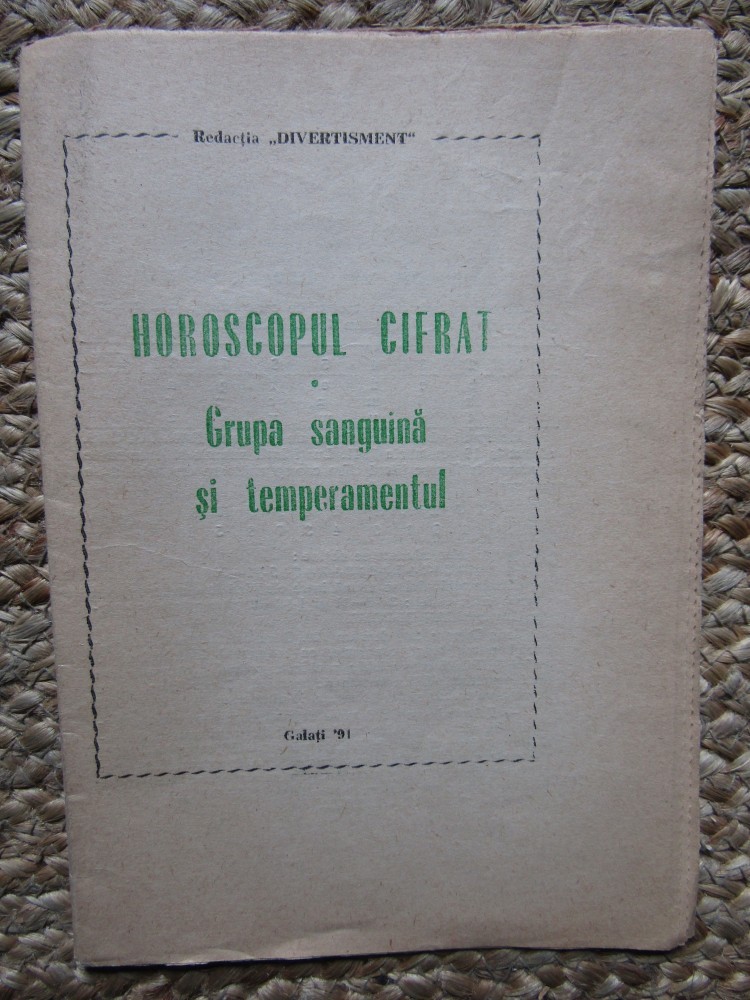 Redacția „DIVERTISMENT“
HOROSCOPUL CIFRAT
•
Grupa sanguină
și temperamentul
Galați '91